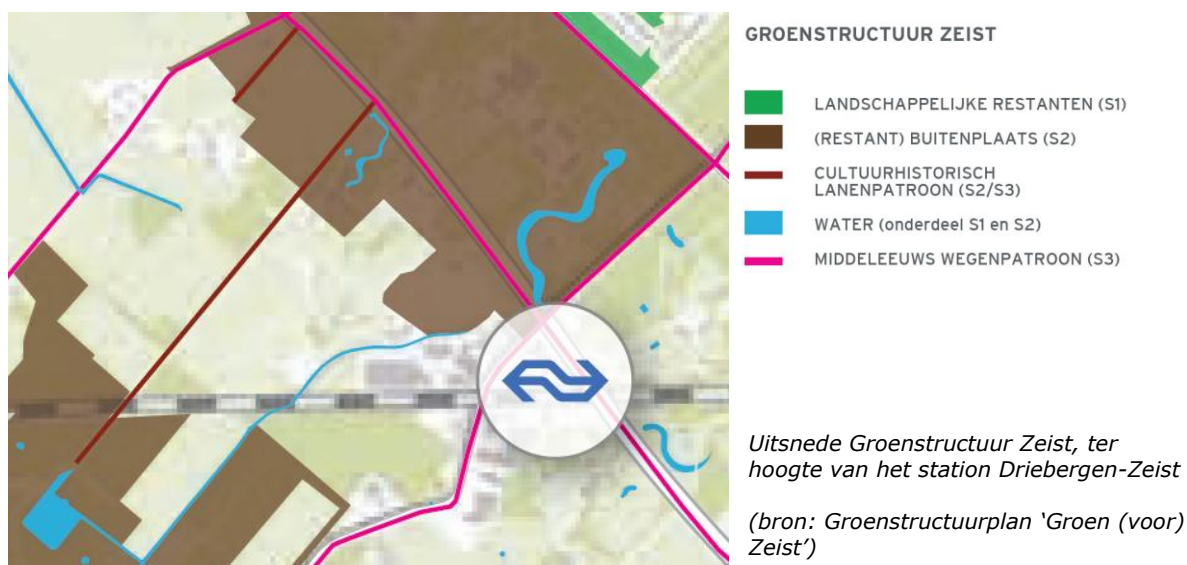 GROENSTRUCTUUR ZEIST
LANDSCHAPPELIJKE RESTANTEN (S1)
(RESTANT) BUITENPLAATS (S2)
CULTUURHISTORISCH
LANENPATROON (S2/S3)
WATER (onderdeel S1 en S2)
MIDDELEEUWS WEGENPATROON (S3)
Uitsnede Groenstructuur Zeist, ter
hoogte van het station Driebergen-Zeist
(bron: Groenstructuurplan ‘Groen (voor)
Zeist’)